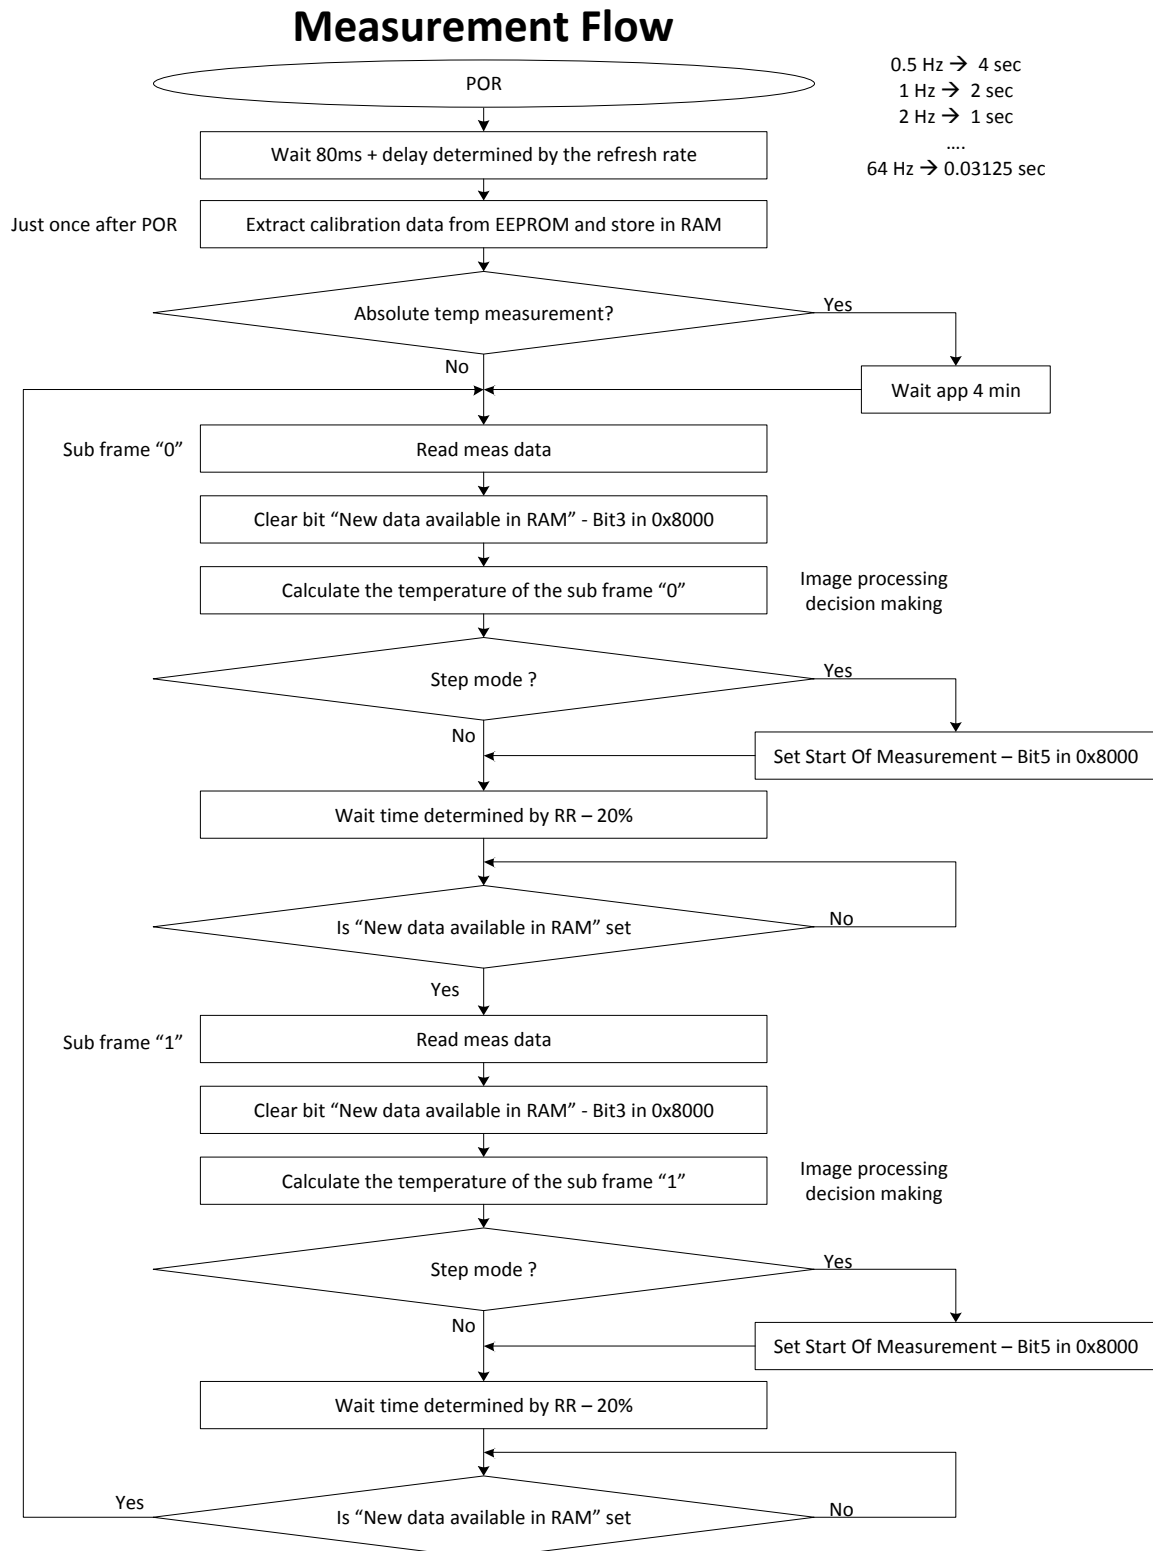 Measurement Flow
0.5 Hz → 4 sec
1 Hz → 2 sec
2 Hz → 1 sec
....
64 Hz → 0.03125 sec
POR
Wait 80ms + delay determined by the refresh rate
Just once after POR
Extract calibration data from EEPROM and store in RAM
Absolute temp measurement?
Yes
No
Wait app 4 min
Sub frame “0”
Read meas data
Clear bit “New data available in RAM” - Bit3 in 0x8000
Calculate the temperature of the sub frame “0”
Image processing
decision making
Step mode ?
Yes
No
Set Start Of Measurement – Bit5 in 0x8000
Wait time determined by RR – 20%
Is “New data available in RAM” set
No
Yes
Sub frame “1”
Read meas data
Clear bit “New data available in RAM” - Bit3 in 0x8000
Calculate the temperature of the sub frame “1”
Image processing
decision making
Step mode ?
Yes
No
Set Start Of Measurement – Bit5 in 0x8000
Wait time determined by RR – 20%
Yes
Is “New data available in RAM” set
No